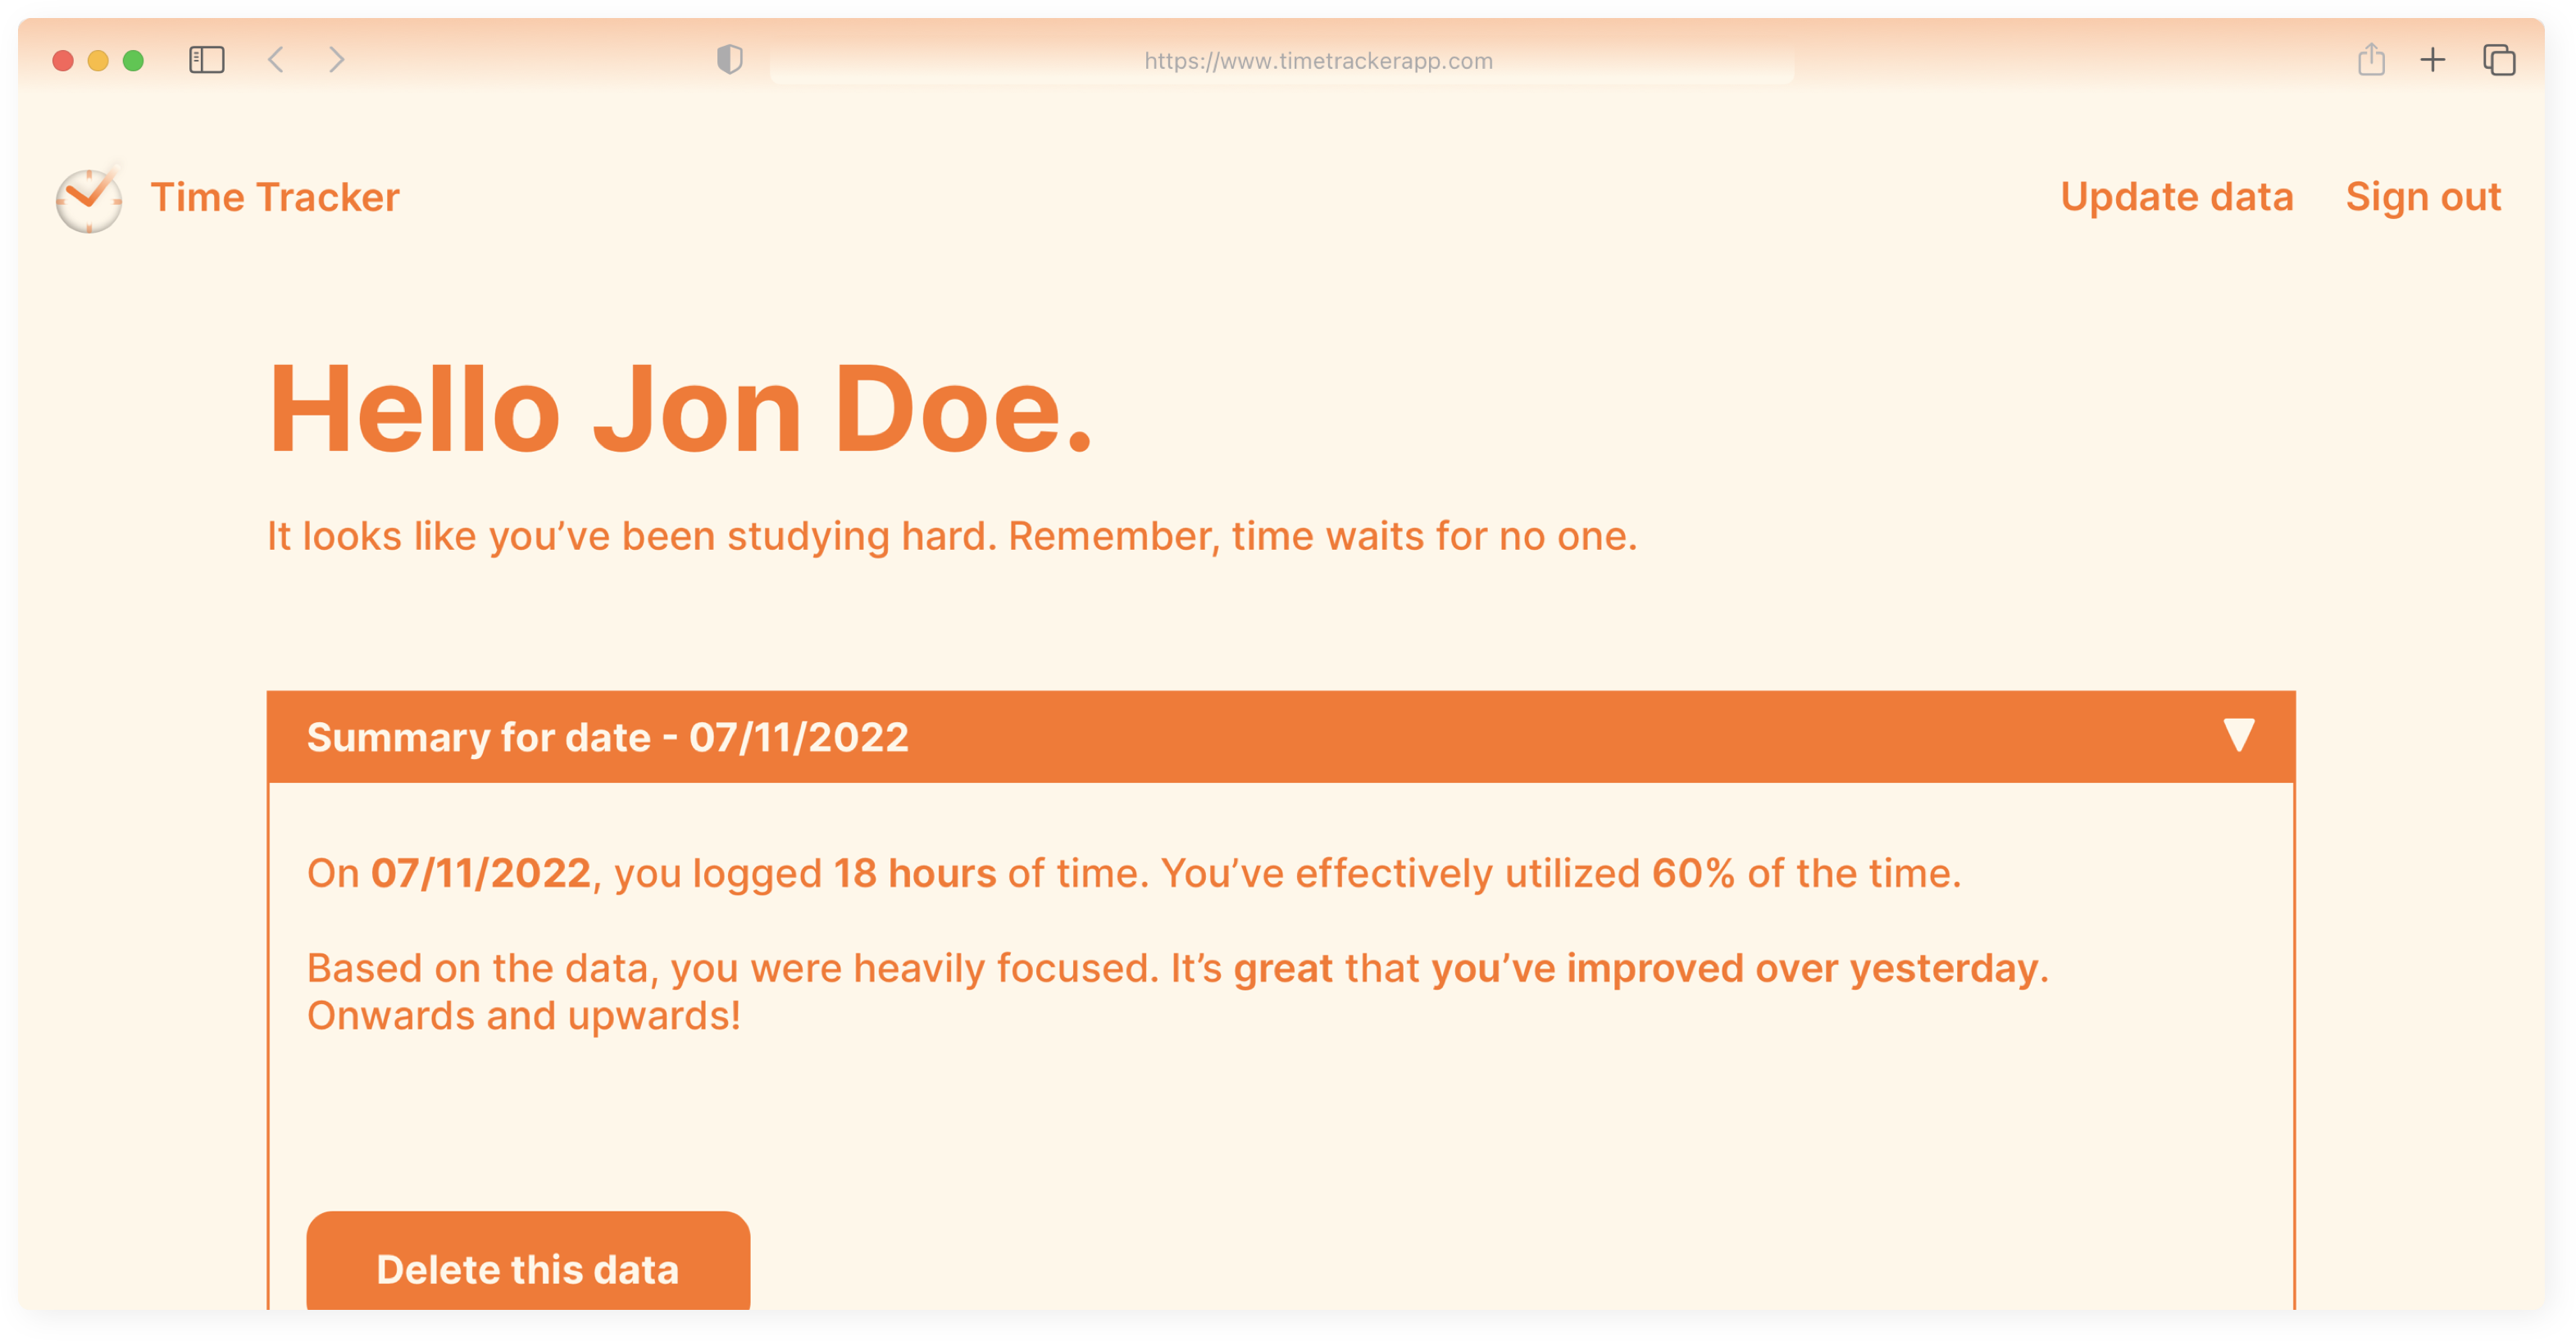 https://www.timetrackerapp.com
Time Tracker
Update data
Sign out
Hello Jon Doe.
It looks like you’ve been studying hard. Remember, time waits for no one.
Summary for date - 07/11/2022
On 07/11/2022, you logged 18 hours of time. You’ve effectively utilized 60% of the time.
Based on the data, you were heavily focused. It’s great that you’ve improved over yesterday.
Onwards and upwards!
Delete this data